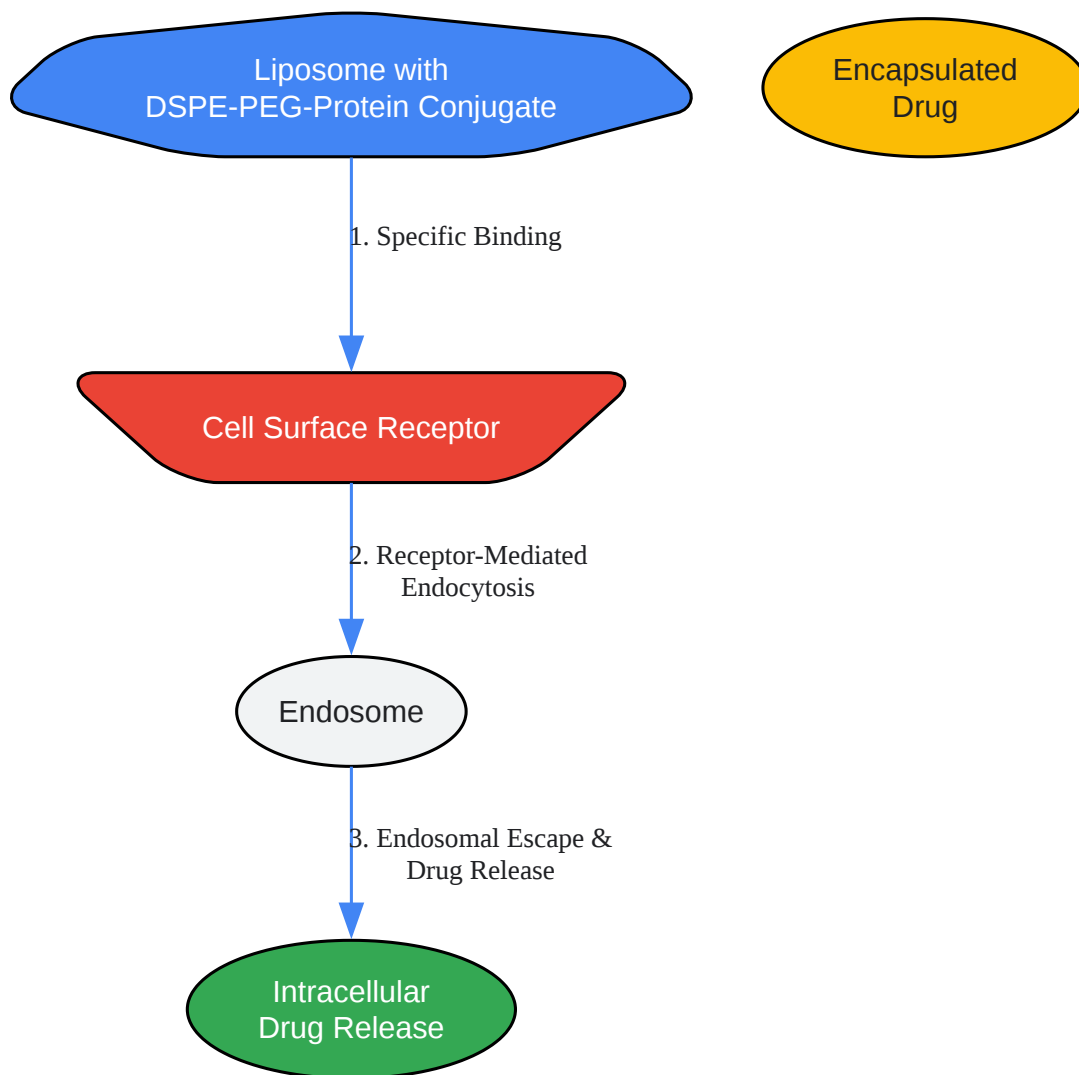 Liposome with
DSPE-PEG-Protein Conjugate
Encapsulated
Drug
1. Specific Binding
Cell Surface Receptor
2. Receptor-Mediated
Endocytosis
Endosome
3. Endosomal Escape &
Drug Release
Intracellular
Drug Release